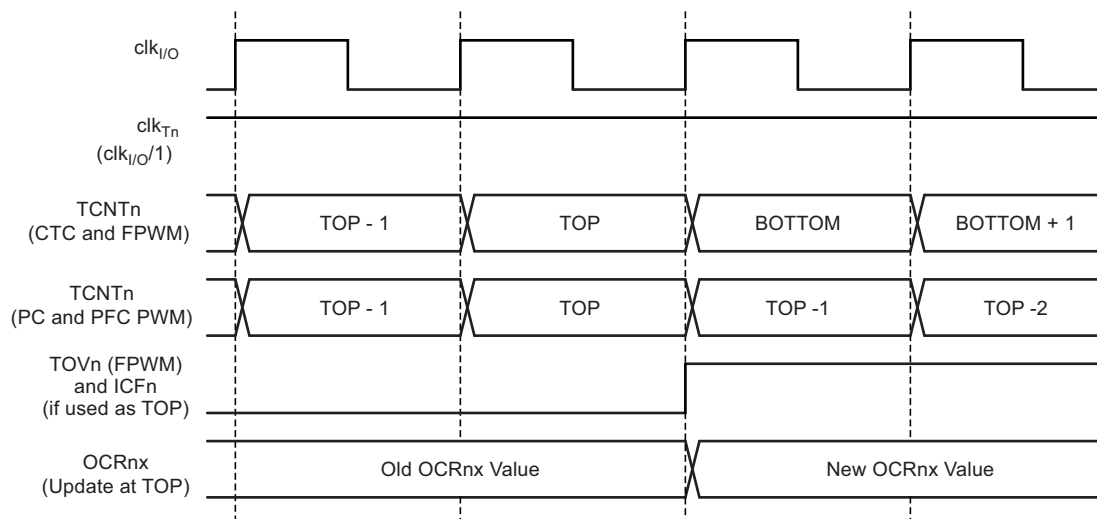 clkI/O
clkTn
(clkI/O/1)
TCNTn
(CTC and FPWM)
TOP - 1
TOP
BOTTOM
BOTTOM + 1
TCNTn
(PC and PFC PWM)
TOP - 1
TOP
TOP -1
TOP -2
TOVn (FPWM)
and ICFn
(if used as TOP)
OCRnx
(Update at TOP)
Old OCRnx Value
New OCRnx Value